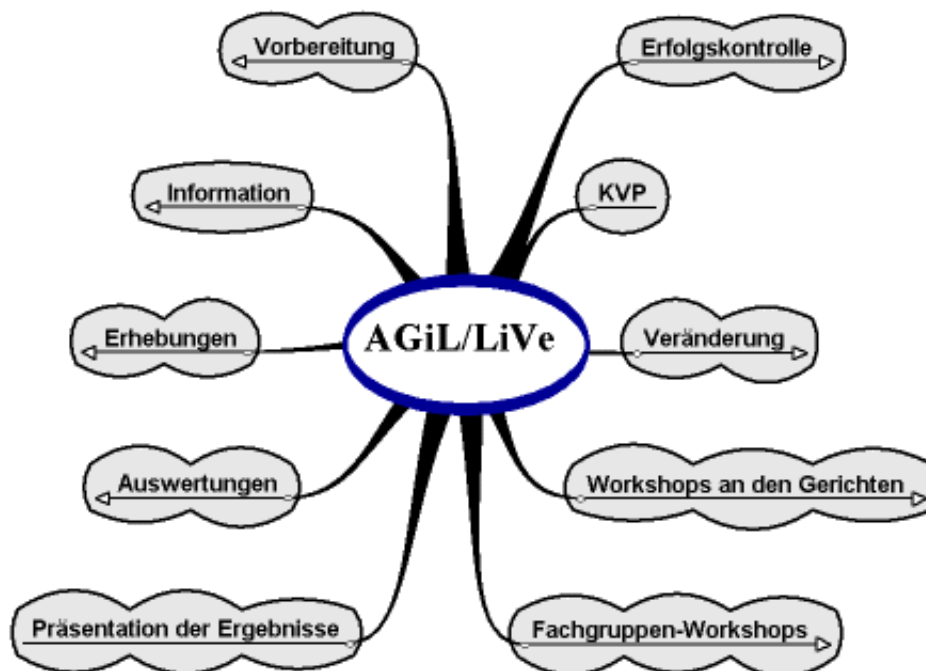 Vorbereitung
Erfolgskontrolle
Information
KVP
Erhebungen
AGiL/LiVe
Veränderung
Auswertungen
Workshops an den Gerichten
Präsentation der Ergebnisse
Fachgruppen-Workshops